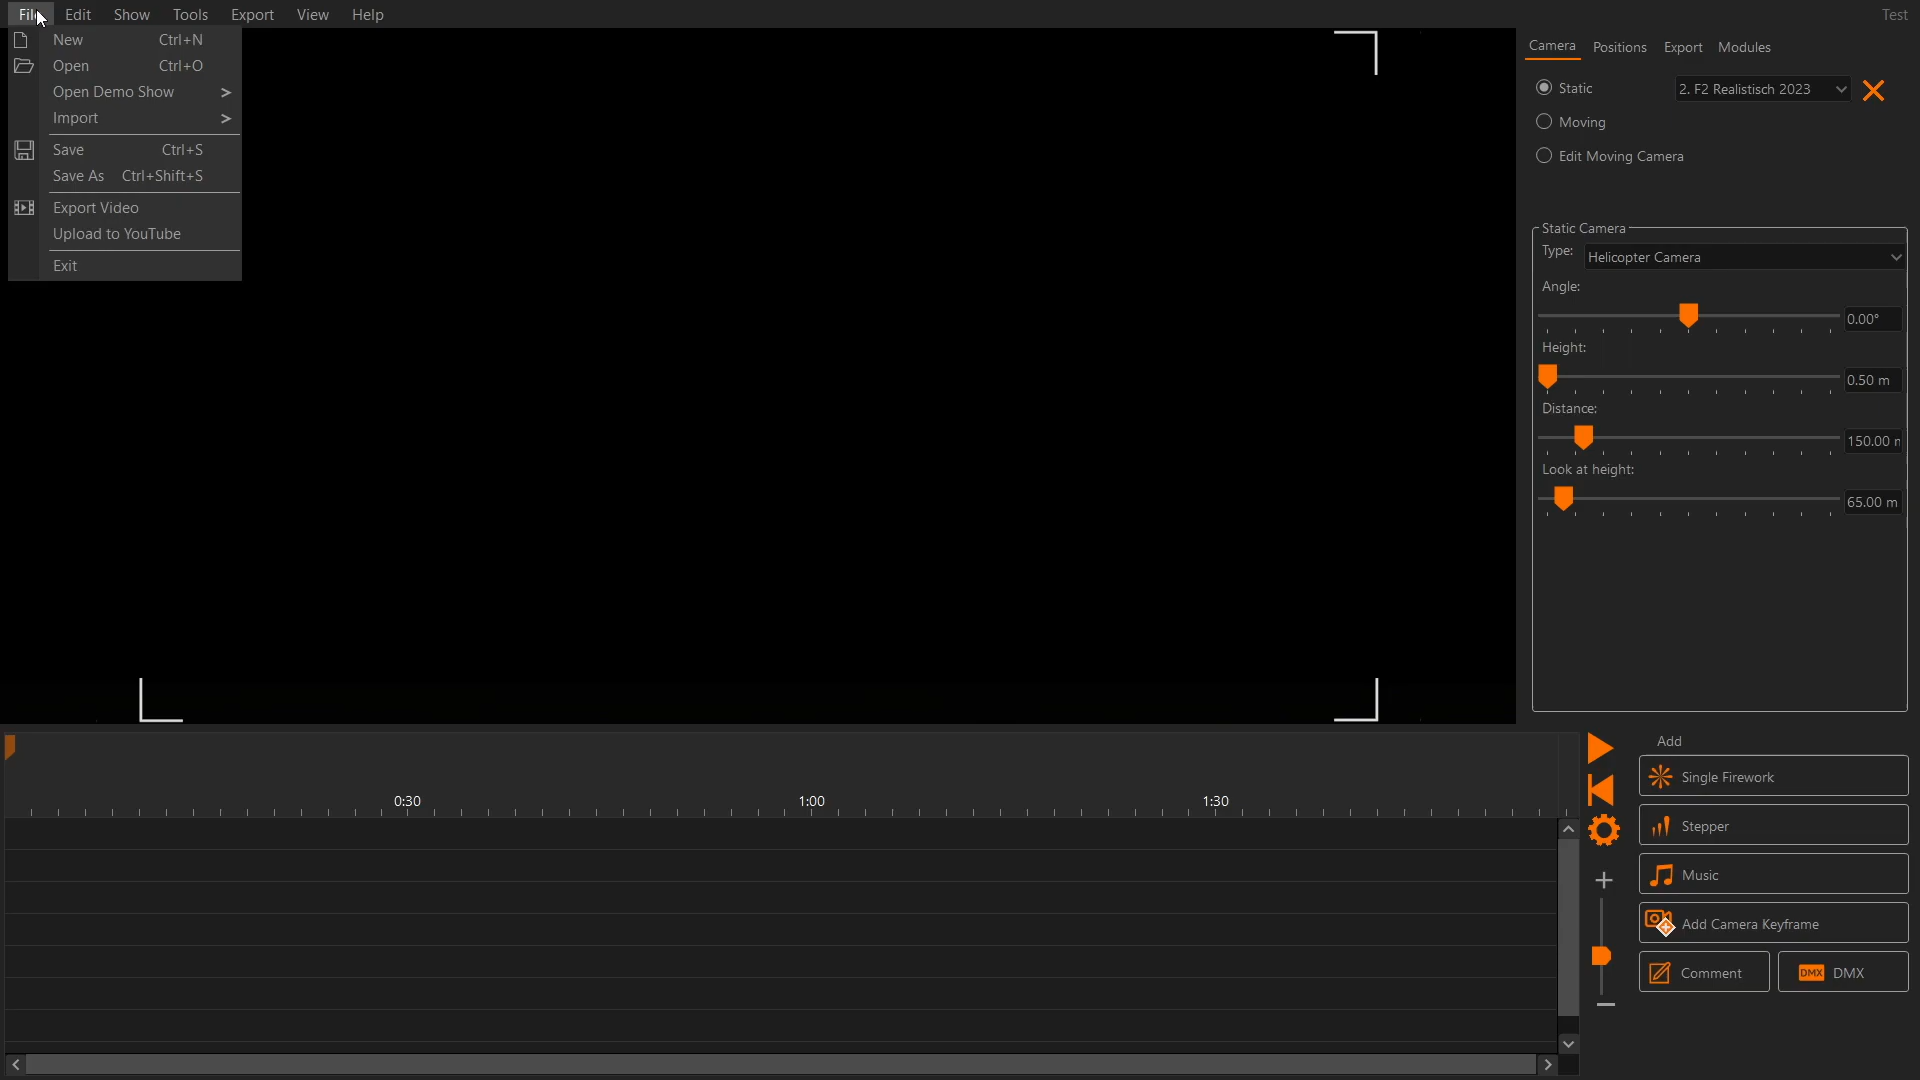 File Edit Show Tools Export View Help Test
New Ctrl+N
Open Ctrl+O
Open Demo Show >
Import >
Save Ctrl+S
Save As Ctrl+Shift+S
Export Video
Upload to YouTube
Exit
Camera Positions Export Modules
Static 2. F2 Realistisch 2023
Moving
Edit Moving Camera
Static Camera
Type: Helicopter Camera
Angle:
0.00°
Height:
0.50 m
Distance:
150.00
Look at height:
65.00 m
0:30 1:00 1:30
Add
Single Firework
Stepper
Music
Add Camera Keyframe
Comment DMX DMX